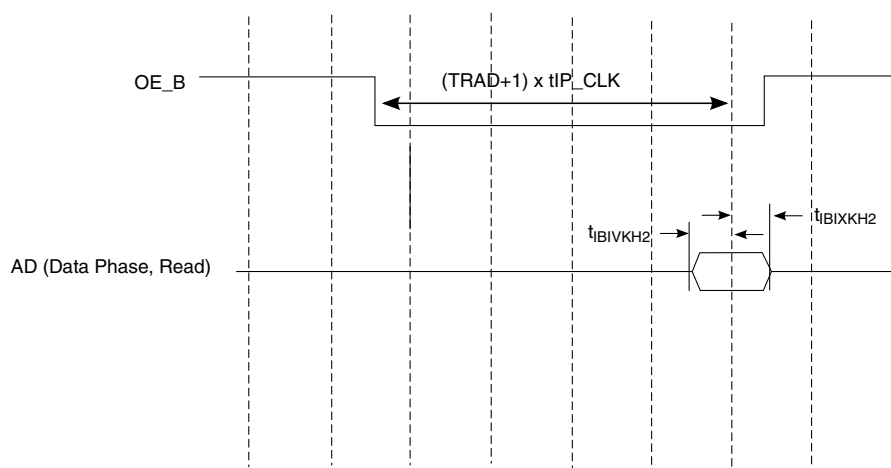 OE_B
(TRAD+1) x tIP_CLK
tIBIVKH2
tIBIXKH2
AD (Data Phase, Read)